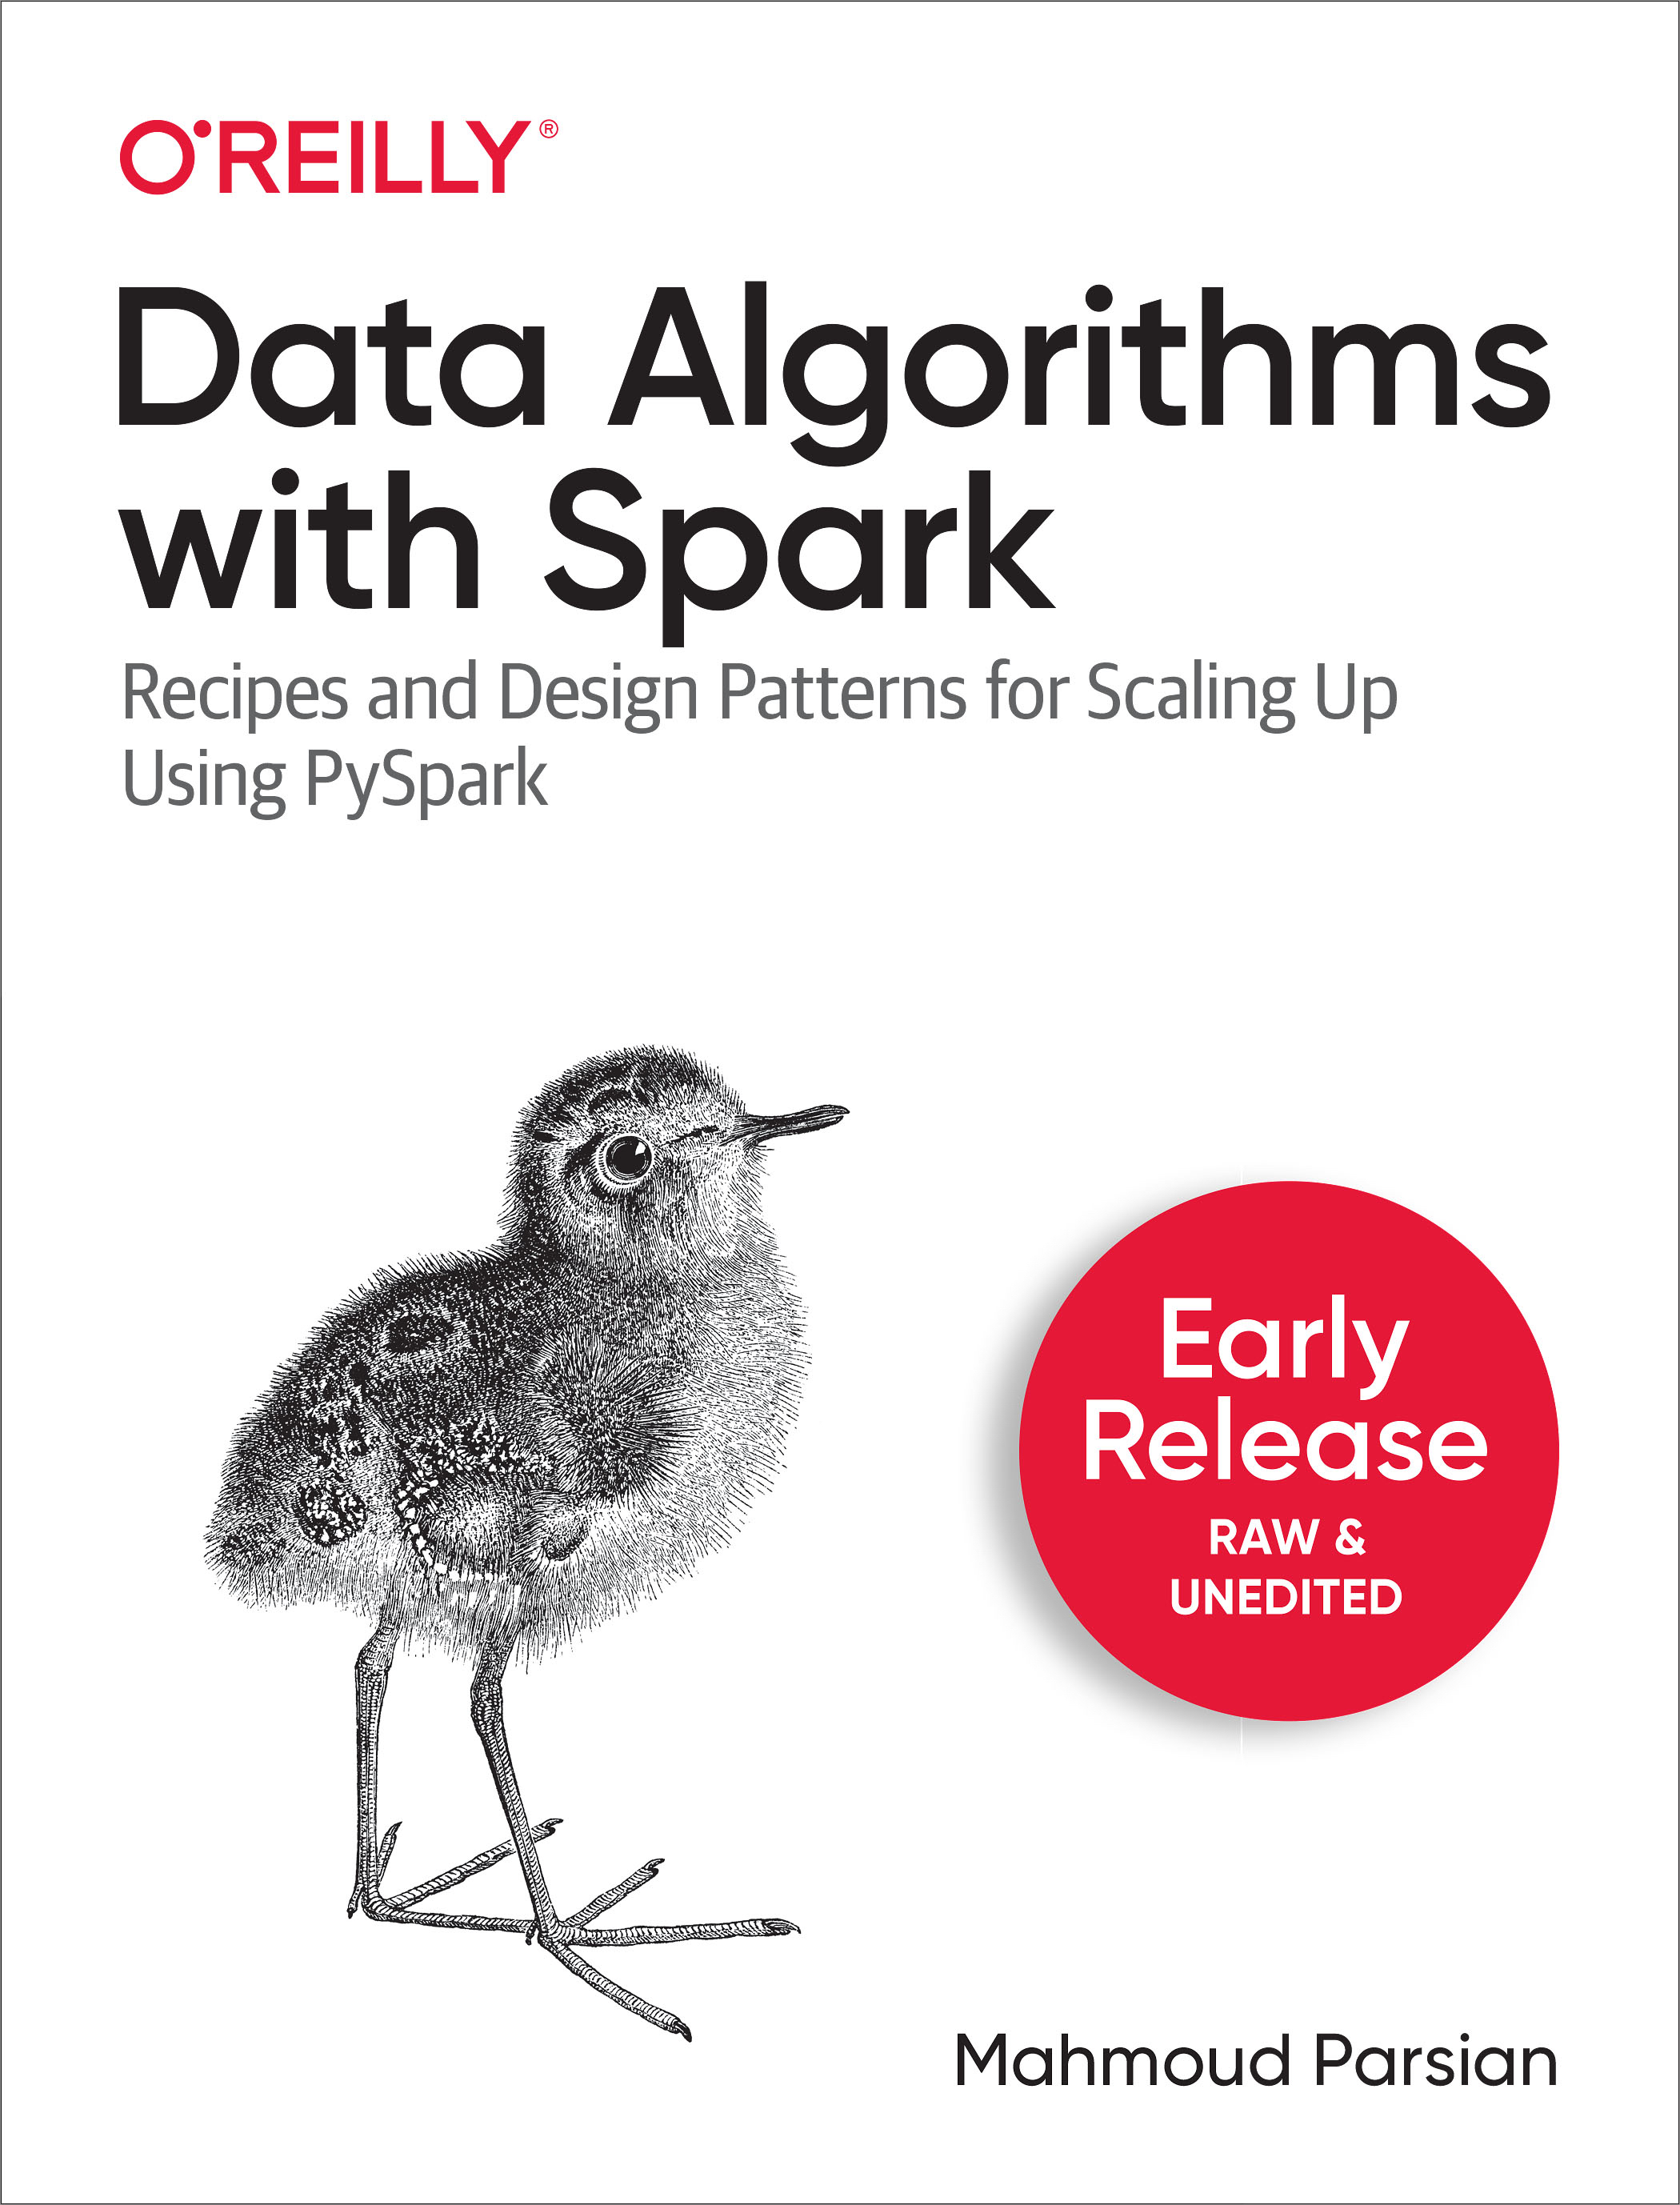 O'REILLY®
Data Algorithms
with Spark
Recipes and Design Patterns for Scaling Up
Using PySpark
Early
Release
RAW &
UNEDITED
Mahmoud Parsian